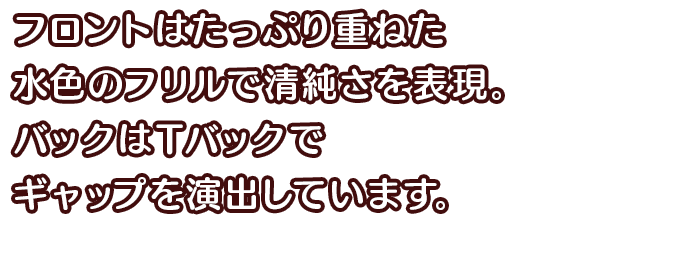 フロントはたっぷり重ねた
水色のフリルで清純さを表現。
バックはTバックで
ギャップを演出しています。